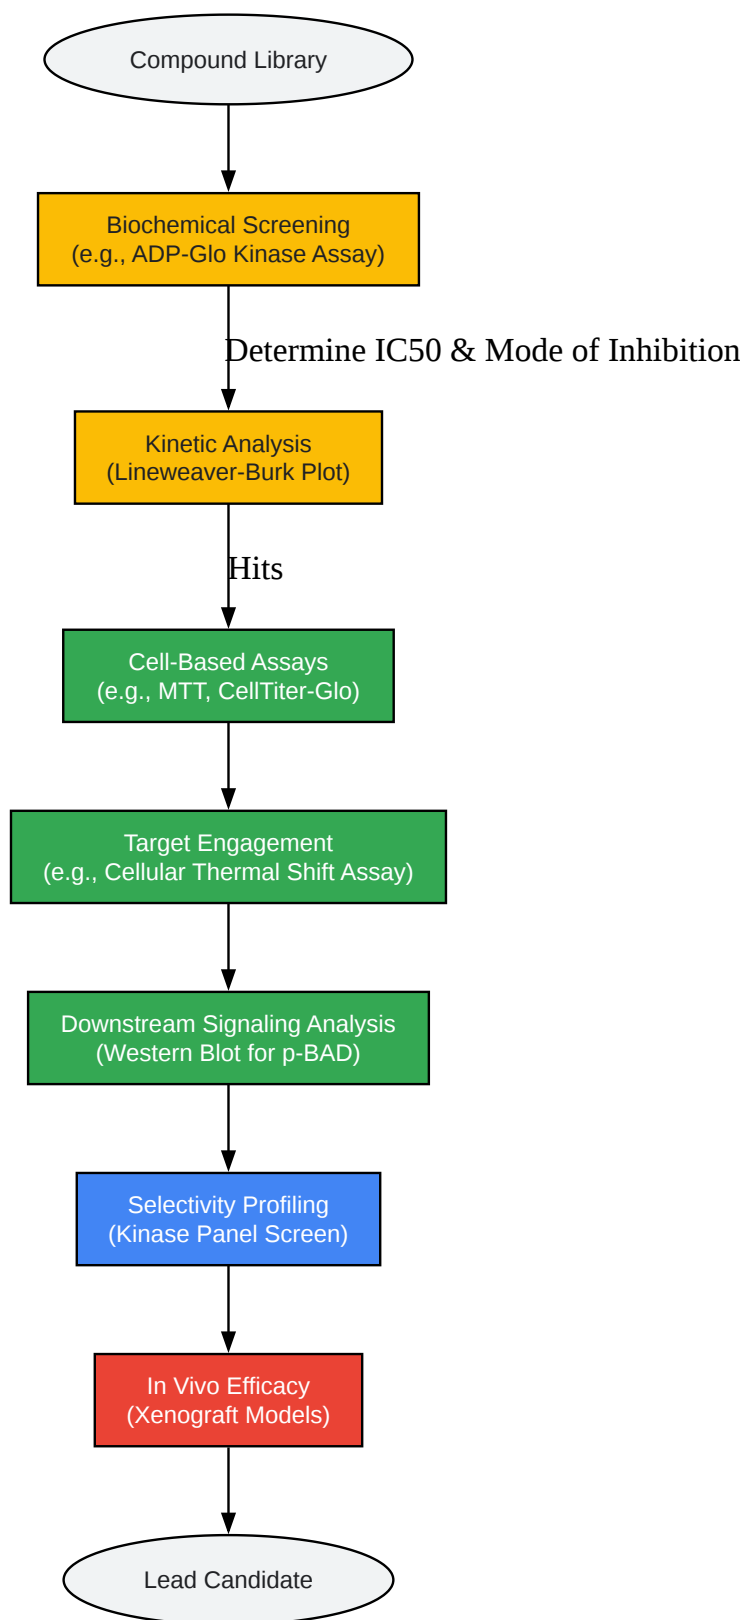 Compound Library
Biochemical Screening
(e.g., ADP-Glo Kinase Assay)
Determine IC50 & Mode of Inhibition
Kinetic Analysis
(Lineweaver-Burk Plot)
Hits
Cell-Based Assays
(e.g., MTT, CellTiter-Glo)
Target Engagement
(e.g., Cellular Thermal Shift Assay)
Downstream Signaling Analysis
(Western Blot for p-BAD)
Selectivity Profiling
(Kinase Panel Screen)
In Vivo Efficacy
(Xenograft Models)
Lead Candidate